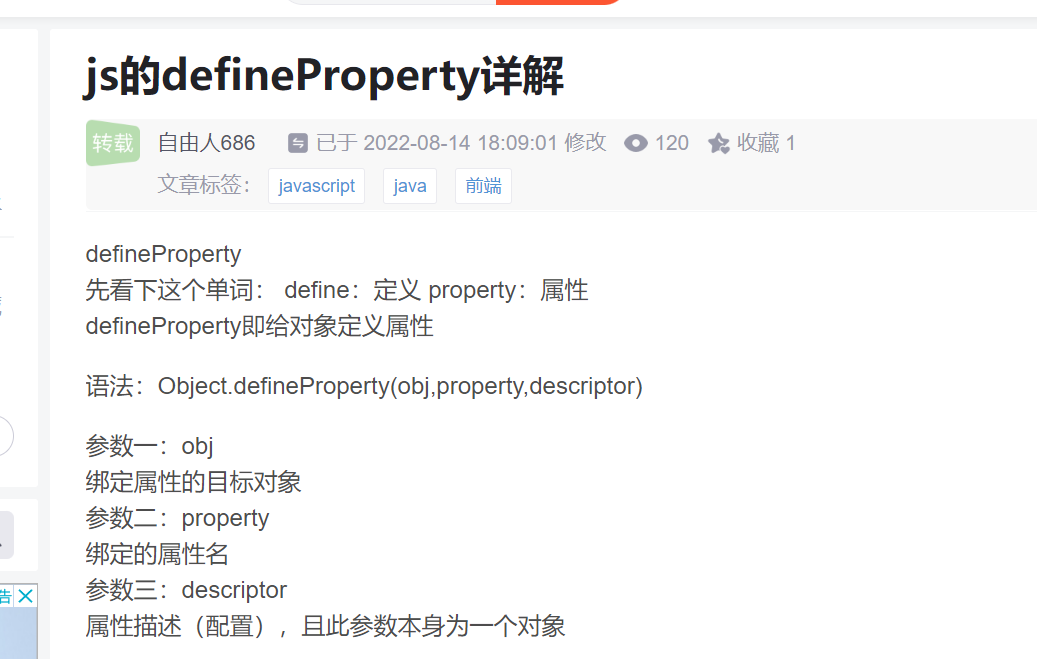 js的defineProperty详解
转载 自由人686 已于 2022-08-14 18:09:01 修改 120 收藏 1
文章标签： javascript java 前端
defineProperty
先看下这个单词： define：定义 property：属性
defineProperty即给对象定义属性
语法：Object.defineProperty(obj,property,descriptor)
参数一：obj
绑定属性的目标对象
参数二：property
绑定的属性名
参数三：descriptor
属性描述（配置），且此参数本身为一个对象
告